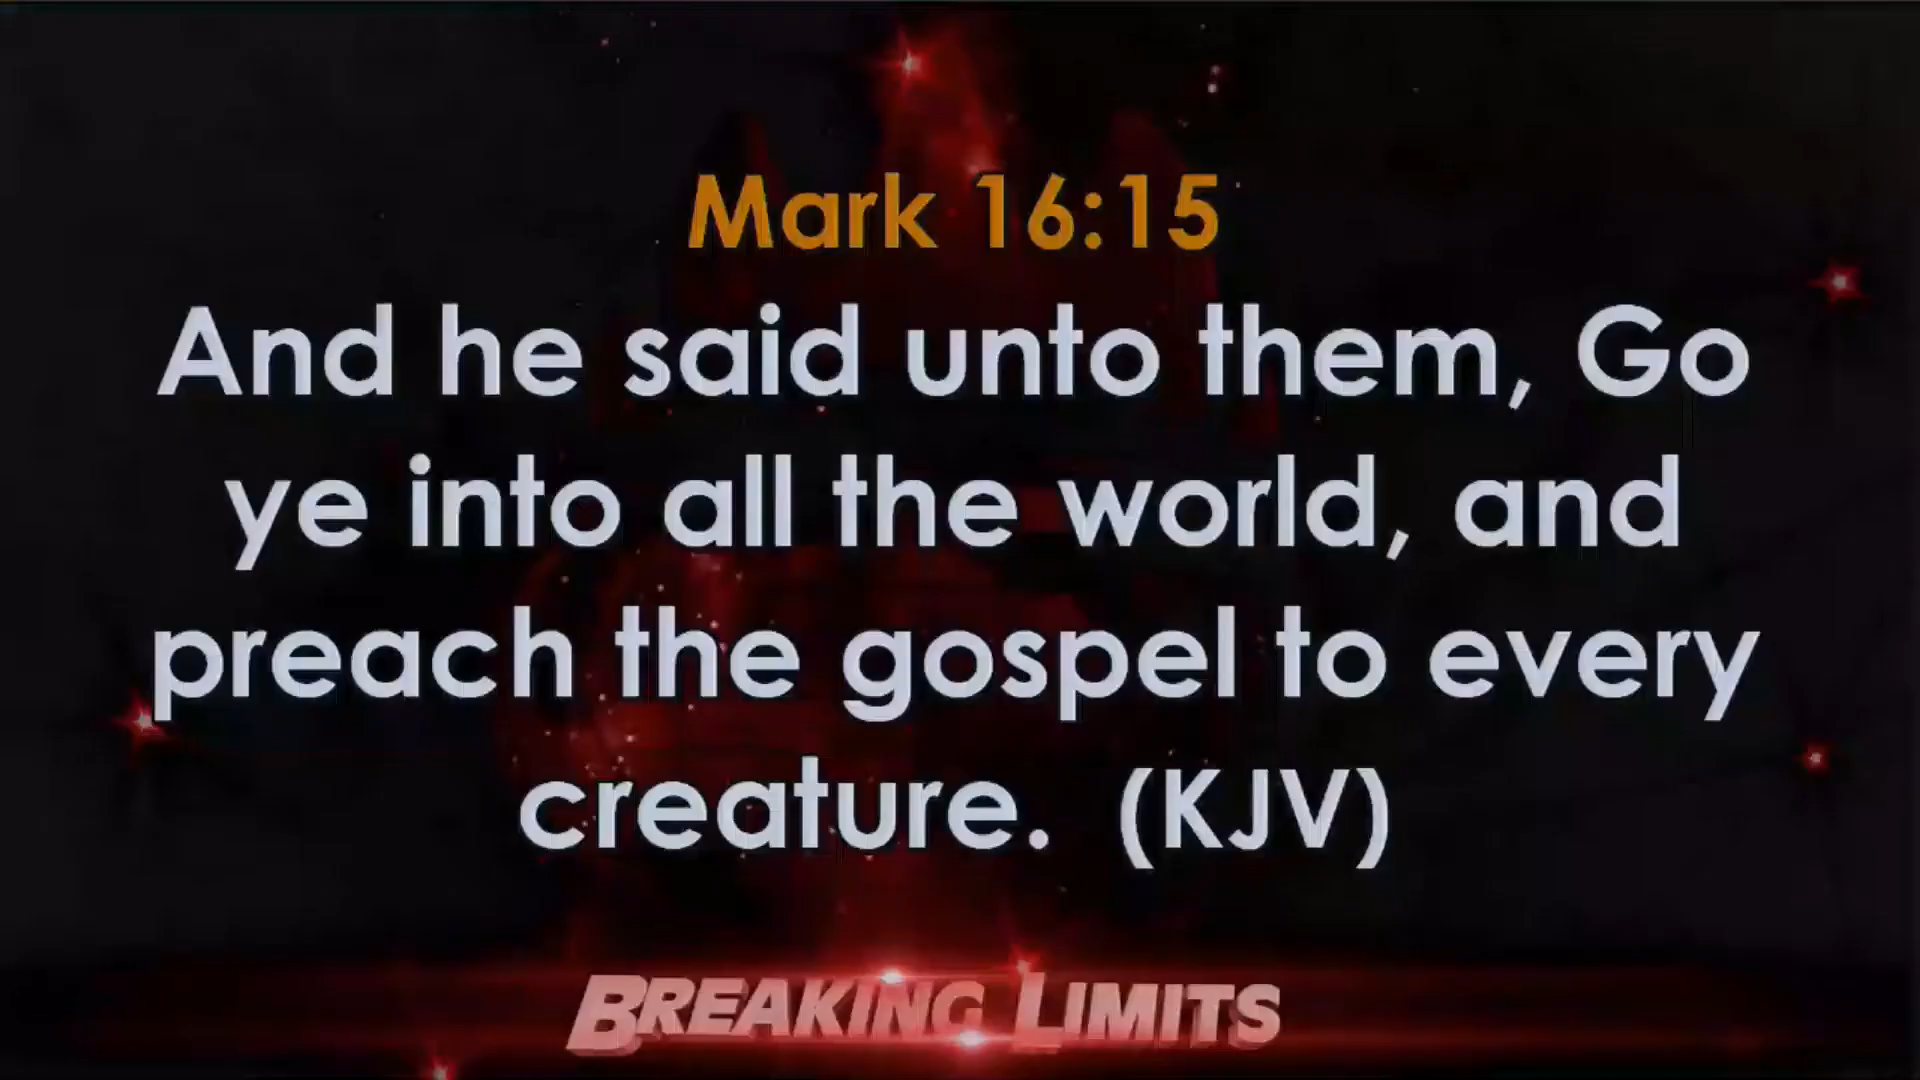 Mark 16:15
And he said unto them, Go
ye into all the world, and
preach the gospel to every
creature.  (KJV)
BREAKING LIMITS